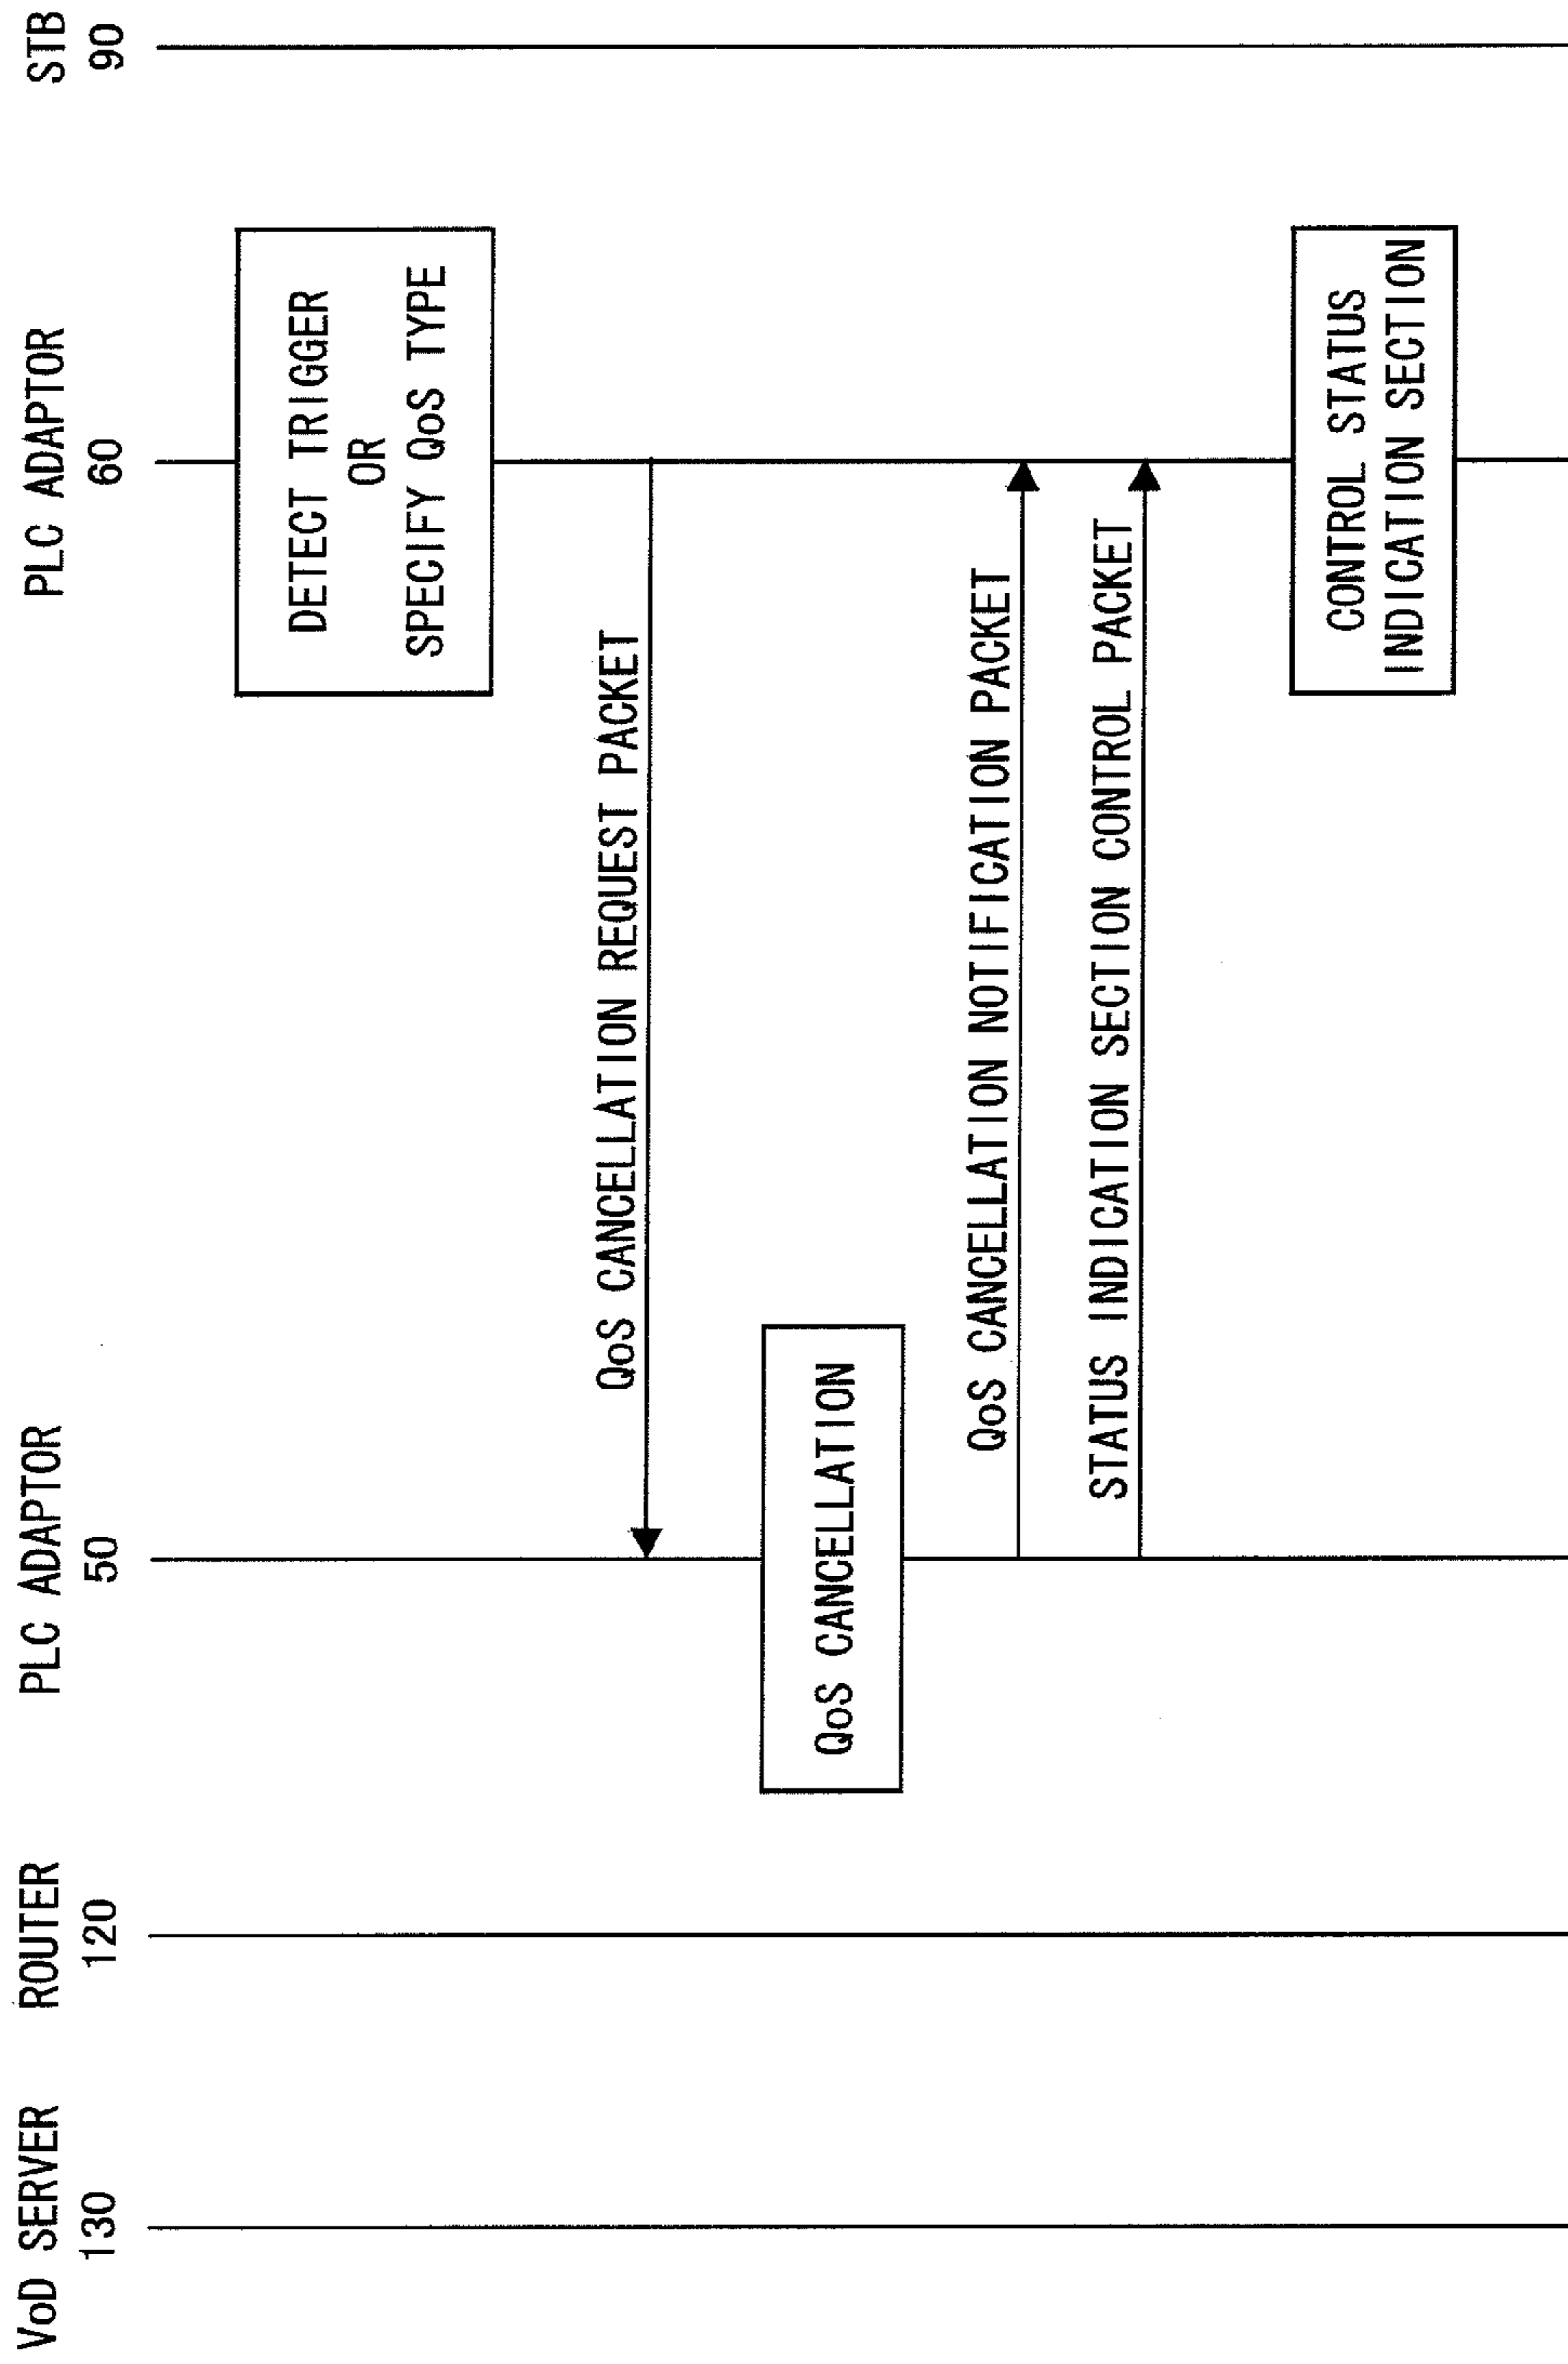 VoD SERVER
130
ROUTER
120
PLC ADAPTOR
50
PLC ADAPTOR
60
STB
90
DETECT TRIGGER
OR
SPECIFY QoS TYPE
QoS CANCELLATION REQUEST PACKET
QoS CANCELLATION
QoS CANCELLATION NOTIFICATION PACKET
STATUS INDICATION SECTION CONTROL PACKET
CONTROL STATUS
INDICATION SECTION